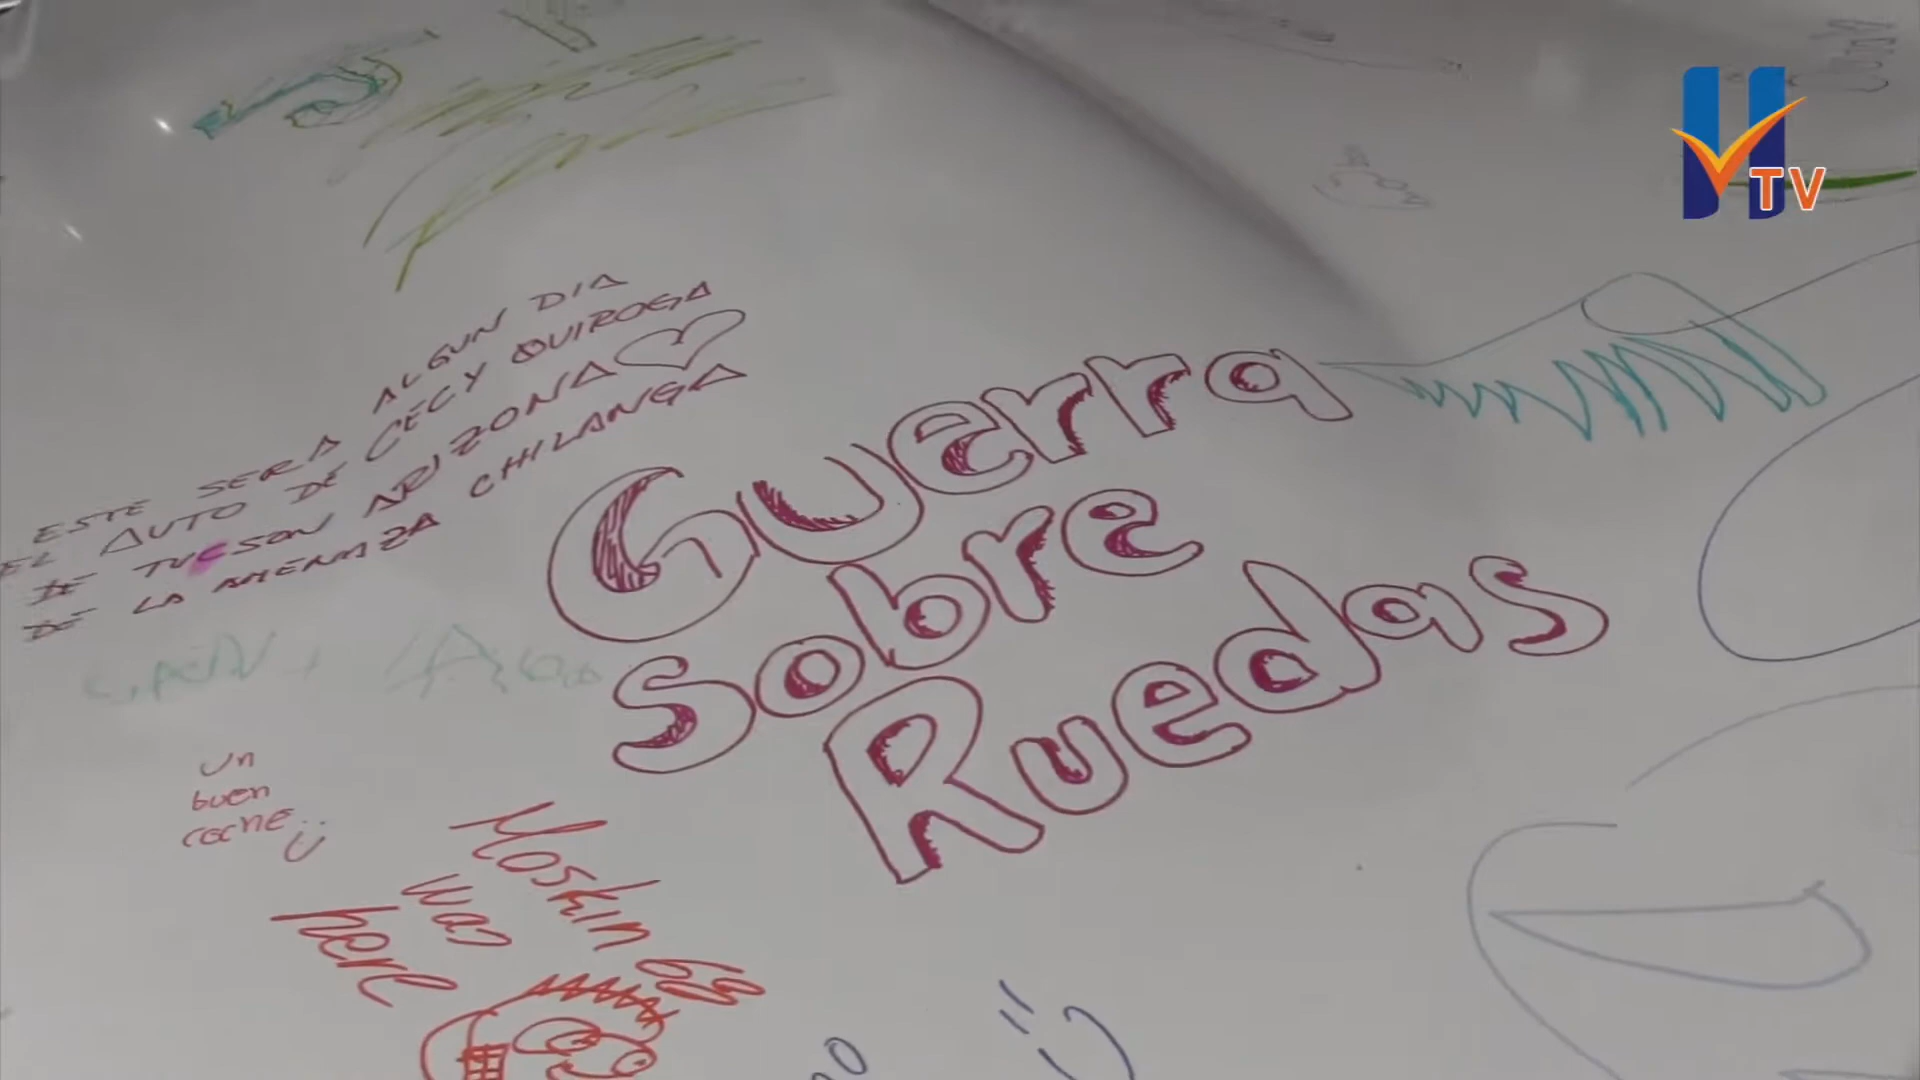 TV
ALGUN DIA
ESTE SERA
EL AUTO DE CECY QUIROGA
DE TUCSON ARIZONA
DE LA AMENAZA CHILANGA
Guerra
sobre
Ruedas
un
buen
coche
Moskin 68
was
here